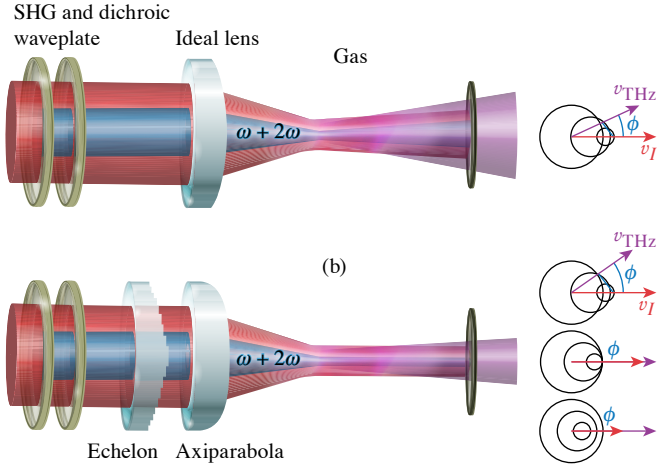 SHG and dichroic
waveplate
Ideal lens
Gas
ω + 2ω
v_THz
ϕ
v_I
(b)
v_THz
ϕ
v_I
ω + 2ω
ϕ
ϕ
Echelon
Axiparabola